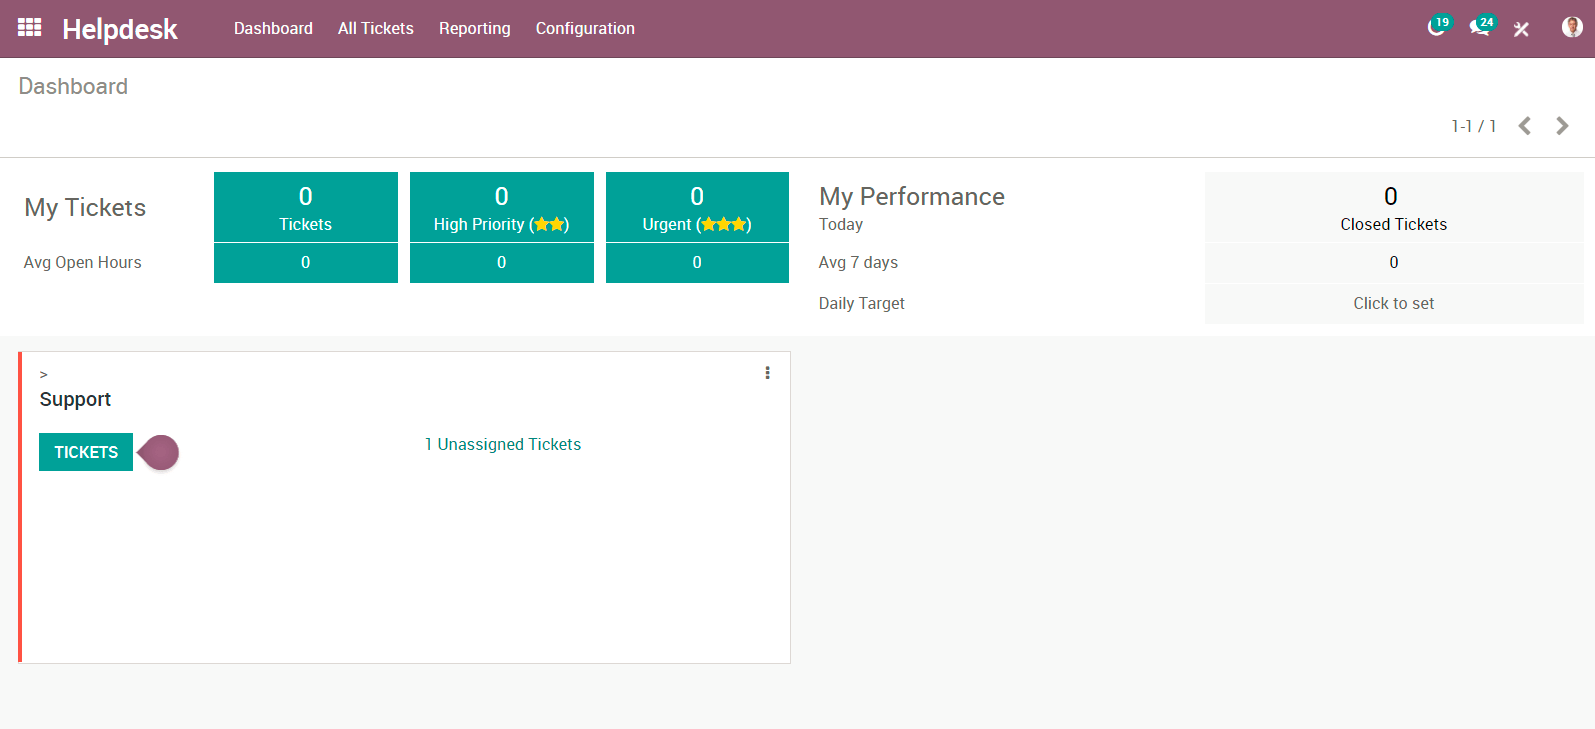 Helpdesk Dashboard All Tickets Reporting Configuration 19 24
Dashboard
1-1 / 1
My Tickets
0
Tickets
0
High Priority (★★)
0
Urgent (★★★)
Avg Open Hours 0 0 0
My Performance
Today
0
Closed Tickets
Avg 7 days 0
Daily Target Click to set
>
Support
TICKETS
1 Unassigned Tickets